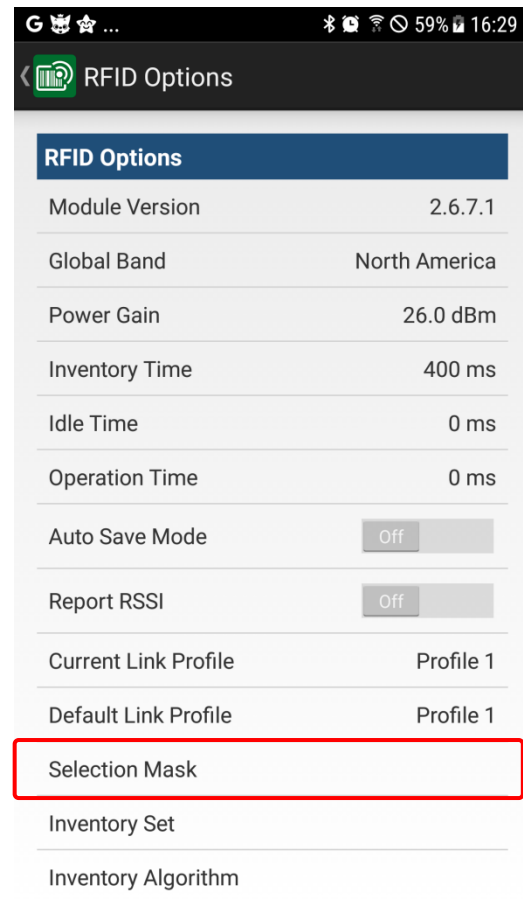 G ... 59% 16:29
RFID Options
RFID Options
Module Version 2.6.7.1
Global Band North America
Power Gain 26.0 dBm
Inventory Time 400 ms
Idle Time 0 ms
Operation Time 0 ms
Auto Save Mode Off
Report RSSI Off
Current Link Profile Profile 1
Default Link Profile Profile 1
Selection Mask
Inventory Set
Inventory Algorithm